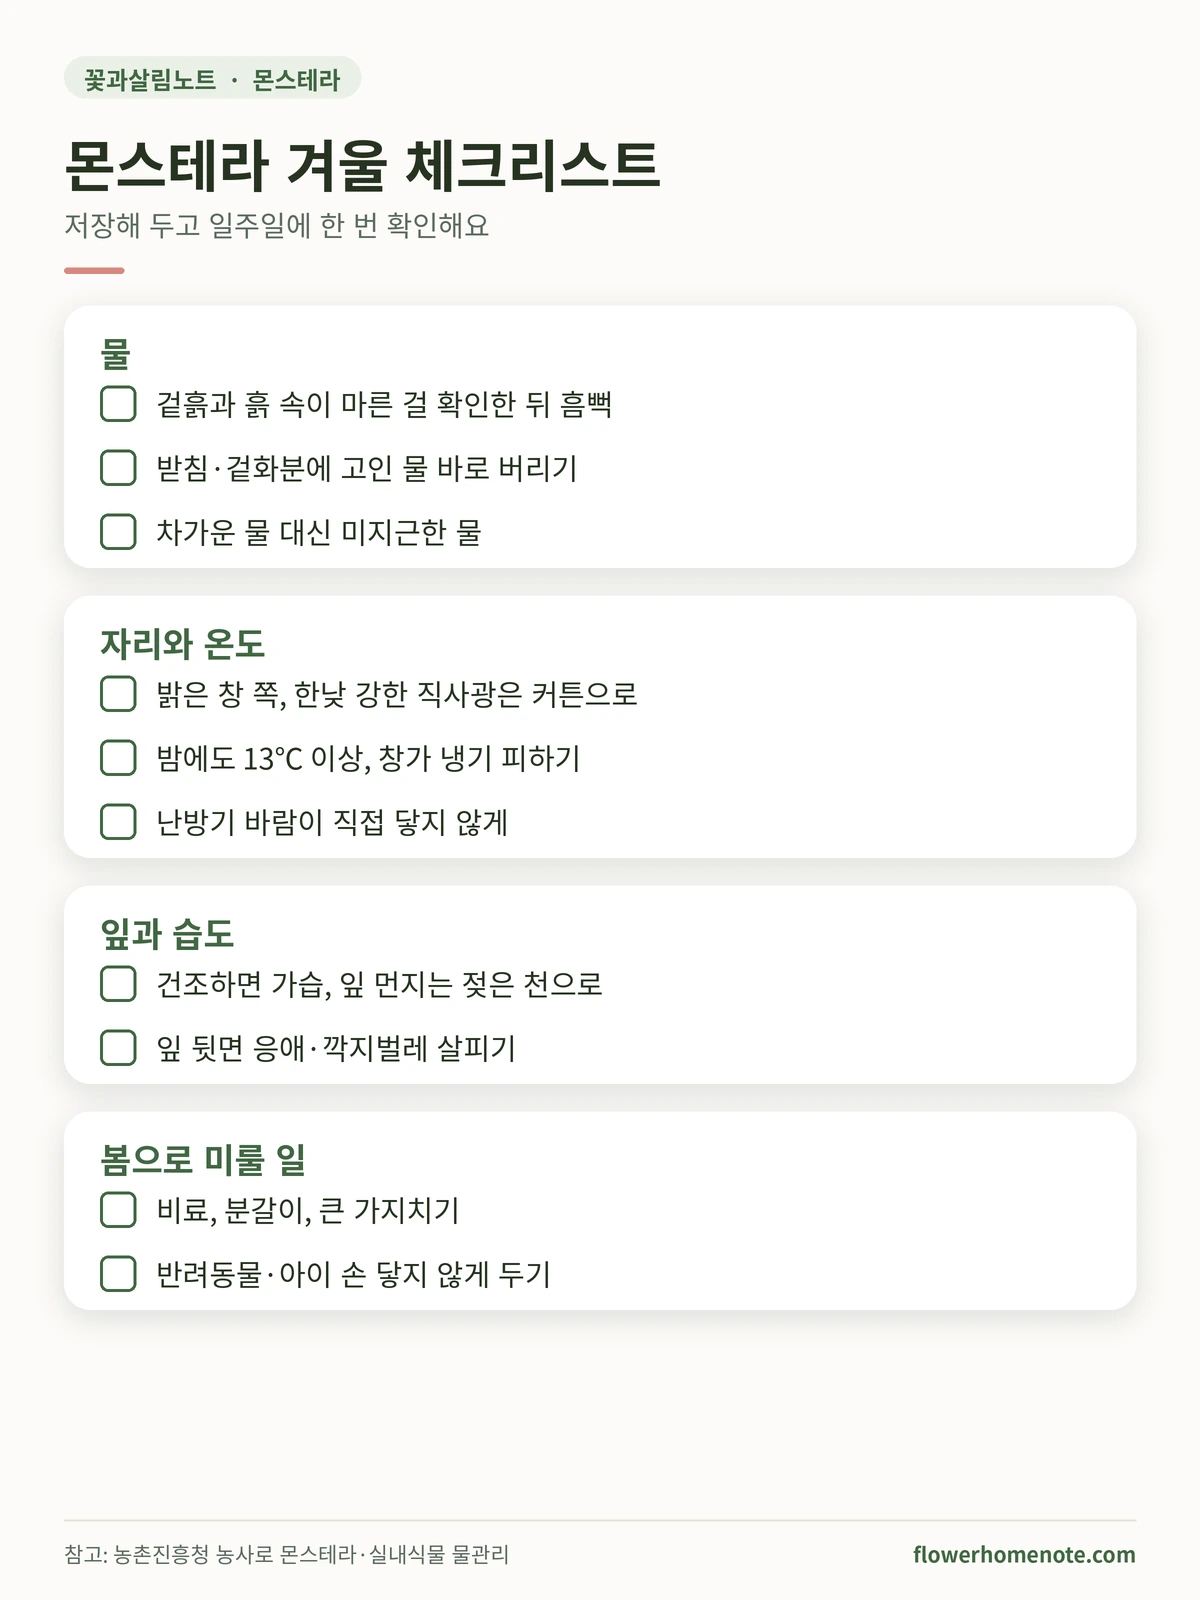 꽃과살림노트 · 몬스테라
몬스테라 겨울 체크리스트
저장해 두고 일주일에 한 번 확인해요
물
겉흙과 흙 속이 마른 걸 확인한 뒤 흠뻑
받침·겉화분에 고인 물 바로 버리기
차가운 물 대신 미지근한 물
자리와 온도
밝은 창 쪽, 한낮 강한 직사광은 커튼으로
밤에도 13℃ 이상, 창가 냉기 피하기
난방기 바람이 직접 닿지 않게
잎과 습도
건조하면 가습, 잎 먼지는 젖은 천으로
잎 뒷면 응애·깍지벌레 살피기
봄으로 미룰 일
비료, 분갈이, 큰 가지치기
반려동물·아이 손 닿지 않게 두기
참고: 농촌진흥청 농사로 몬스테라·실내식물 물관리
flowerhomenote.com